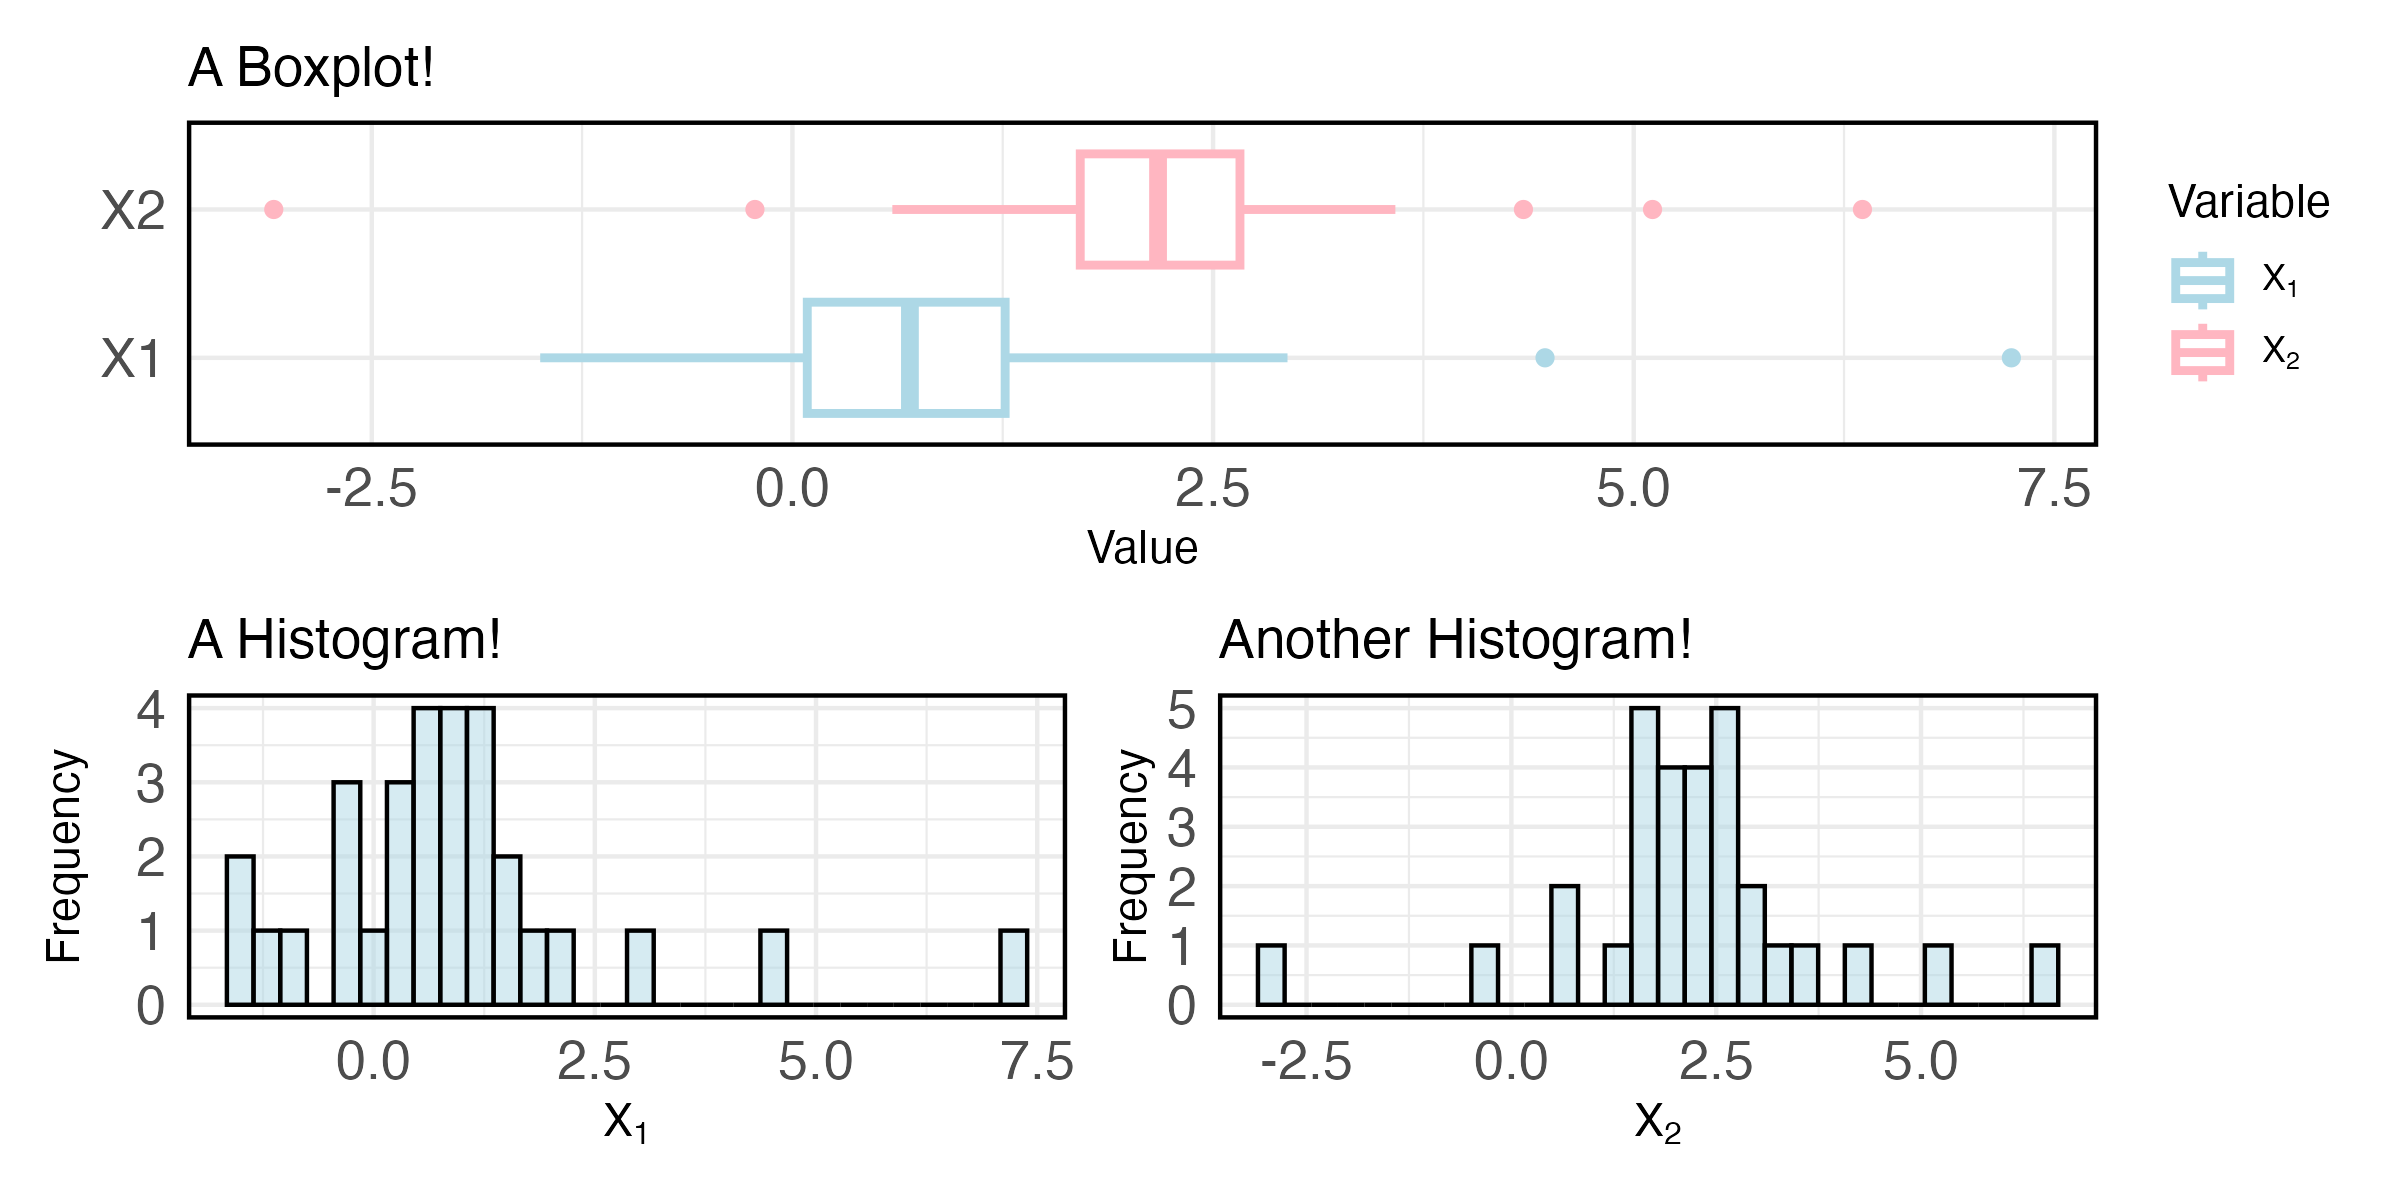 A Boxplot!
X2
X1
-2.5 0.0 2.5 5.0 7.5
Value
Variable
X₁
X₂
A Histogram!
Frequency
4
3
2
1
0
0.0 2.5 5.0 7.5
X₁
Another Histogram!
Frequency
5
4
3
2
1
0
-2.5 0.0 2.5 5.0
X₂